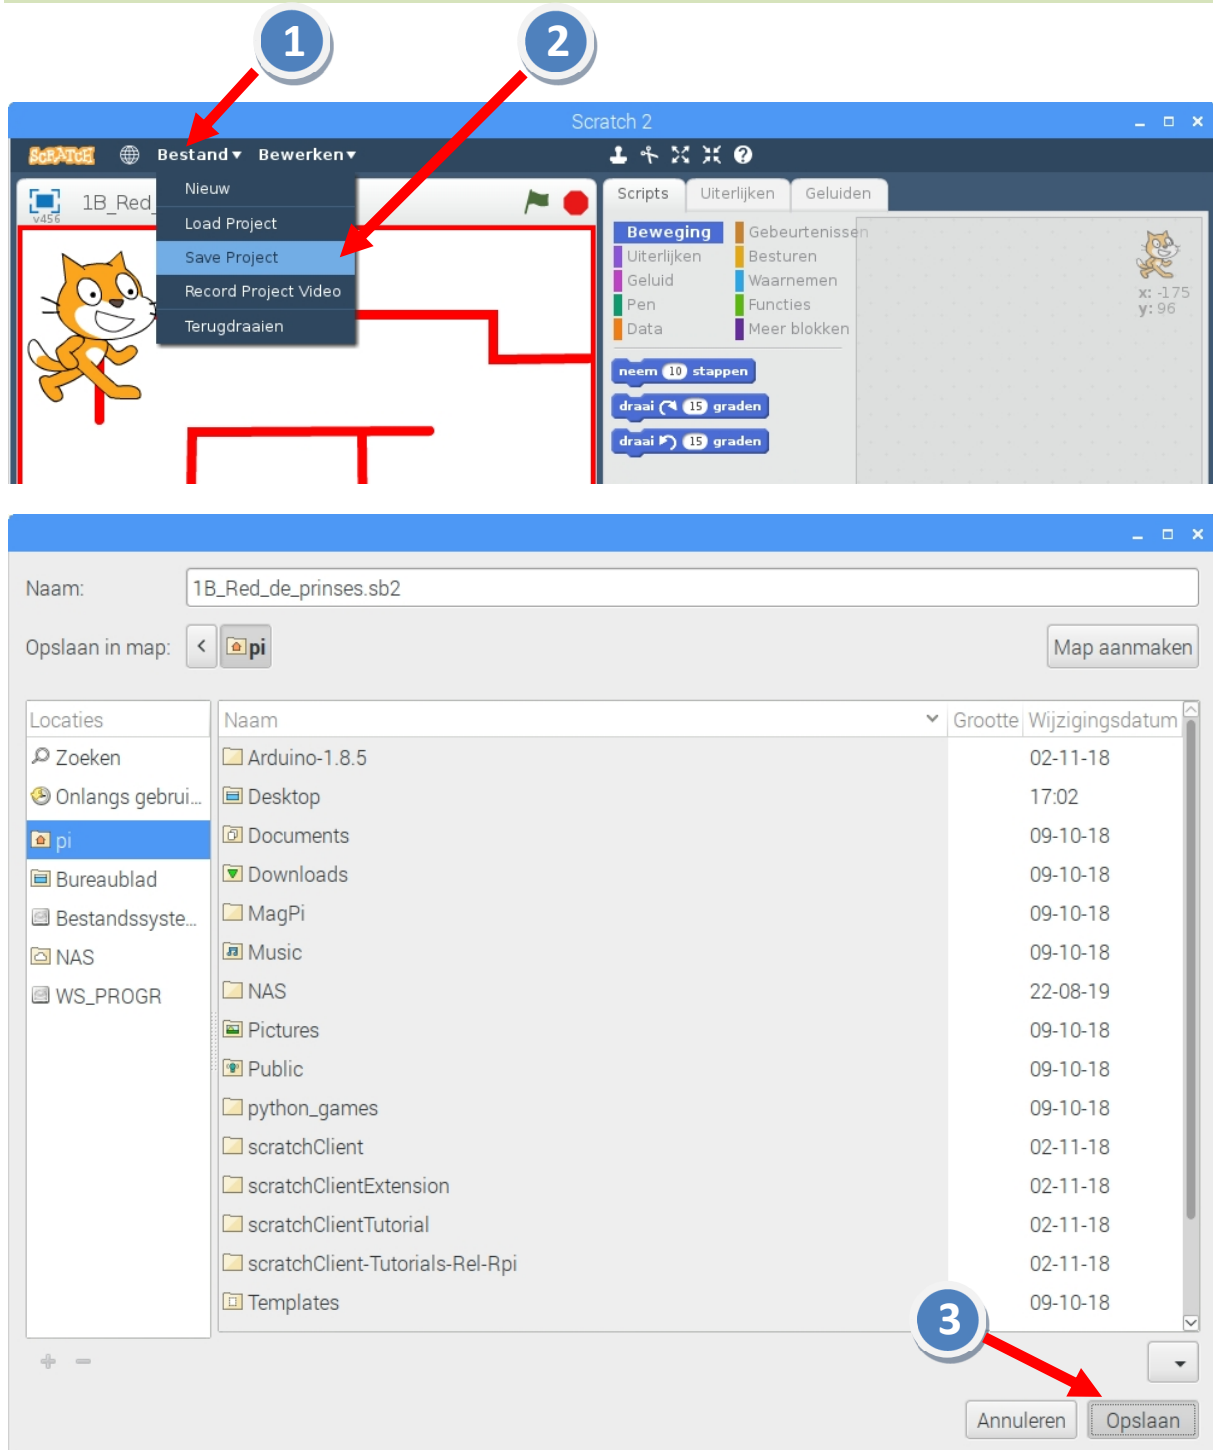 1
2
Scratch 2
SCRATCH Bestand Bewerken
Nieuw
Load Project
Save Project
Record Project Video
Terugdraaien
1B_Red_
v456
Scripts Uiterlijken Geluiden
Beweging Gebeurtenissen
Uiterlijken Besturen
Geluid Waarnemen
Pen Functies
Data Meer blokken
neem 10 stappen
draai 15 graden
draai 15 graden
x: -175
y: 96
Naam: 1B_Red_de_prinses.sb2
Opslaan in map: < pi Map aanmaken
Locaties Naam Grootte Wijzigingsdatum
Zoeken Arduino-1.8.5 02-11-18
Onlangs gebrui... Desktop 17:02
pi Documents 09-10-18
Bureaublad Downloads 09-10-18
Bestandssyste... MagPi 09-10-18
NAS Music 09-10-18
WS_PROGR NAS 22-08-19
Pictures 09-10-18
Public 09-10-18
python_games 09-10-18
scratchClient 02-11-18
scratchClientExtension 02-11-18
scratchClientTutorial 02-11-18
scratchClient-Tutorials-Rel-Rpi 02-11-18
Templates 09-10-18
3
Annuleren Opslaan